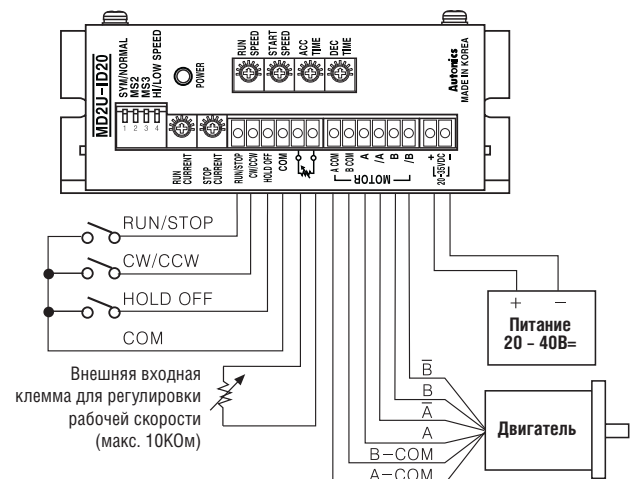 MD2U-ID20
SYM/NORMAL
MS2
MS3
HI/LOW SPEED
1 2 3 4
POWER
RUN SPEED
START SPEED
ACC TIME
DEC TIME
Autonics
MADE IN KOREA
RUN CURRENT
STOP CURRENT
RUN/STOP
CW/CCW
HOLD OFF
COM
A COM
B COM
A
/A
B
/B
MOTOR
+
-
20-35VDC
RUN/STOP
CW/CCW
HOLD OFF
COM
Внешняя входная
клемма для регулировки
рабочей скорости
(макс. 10КОм)
+ −
Питание
20 - 40В=
B̅
B
A̅
A
B-COM
A-COM
Двигатель